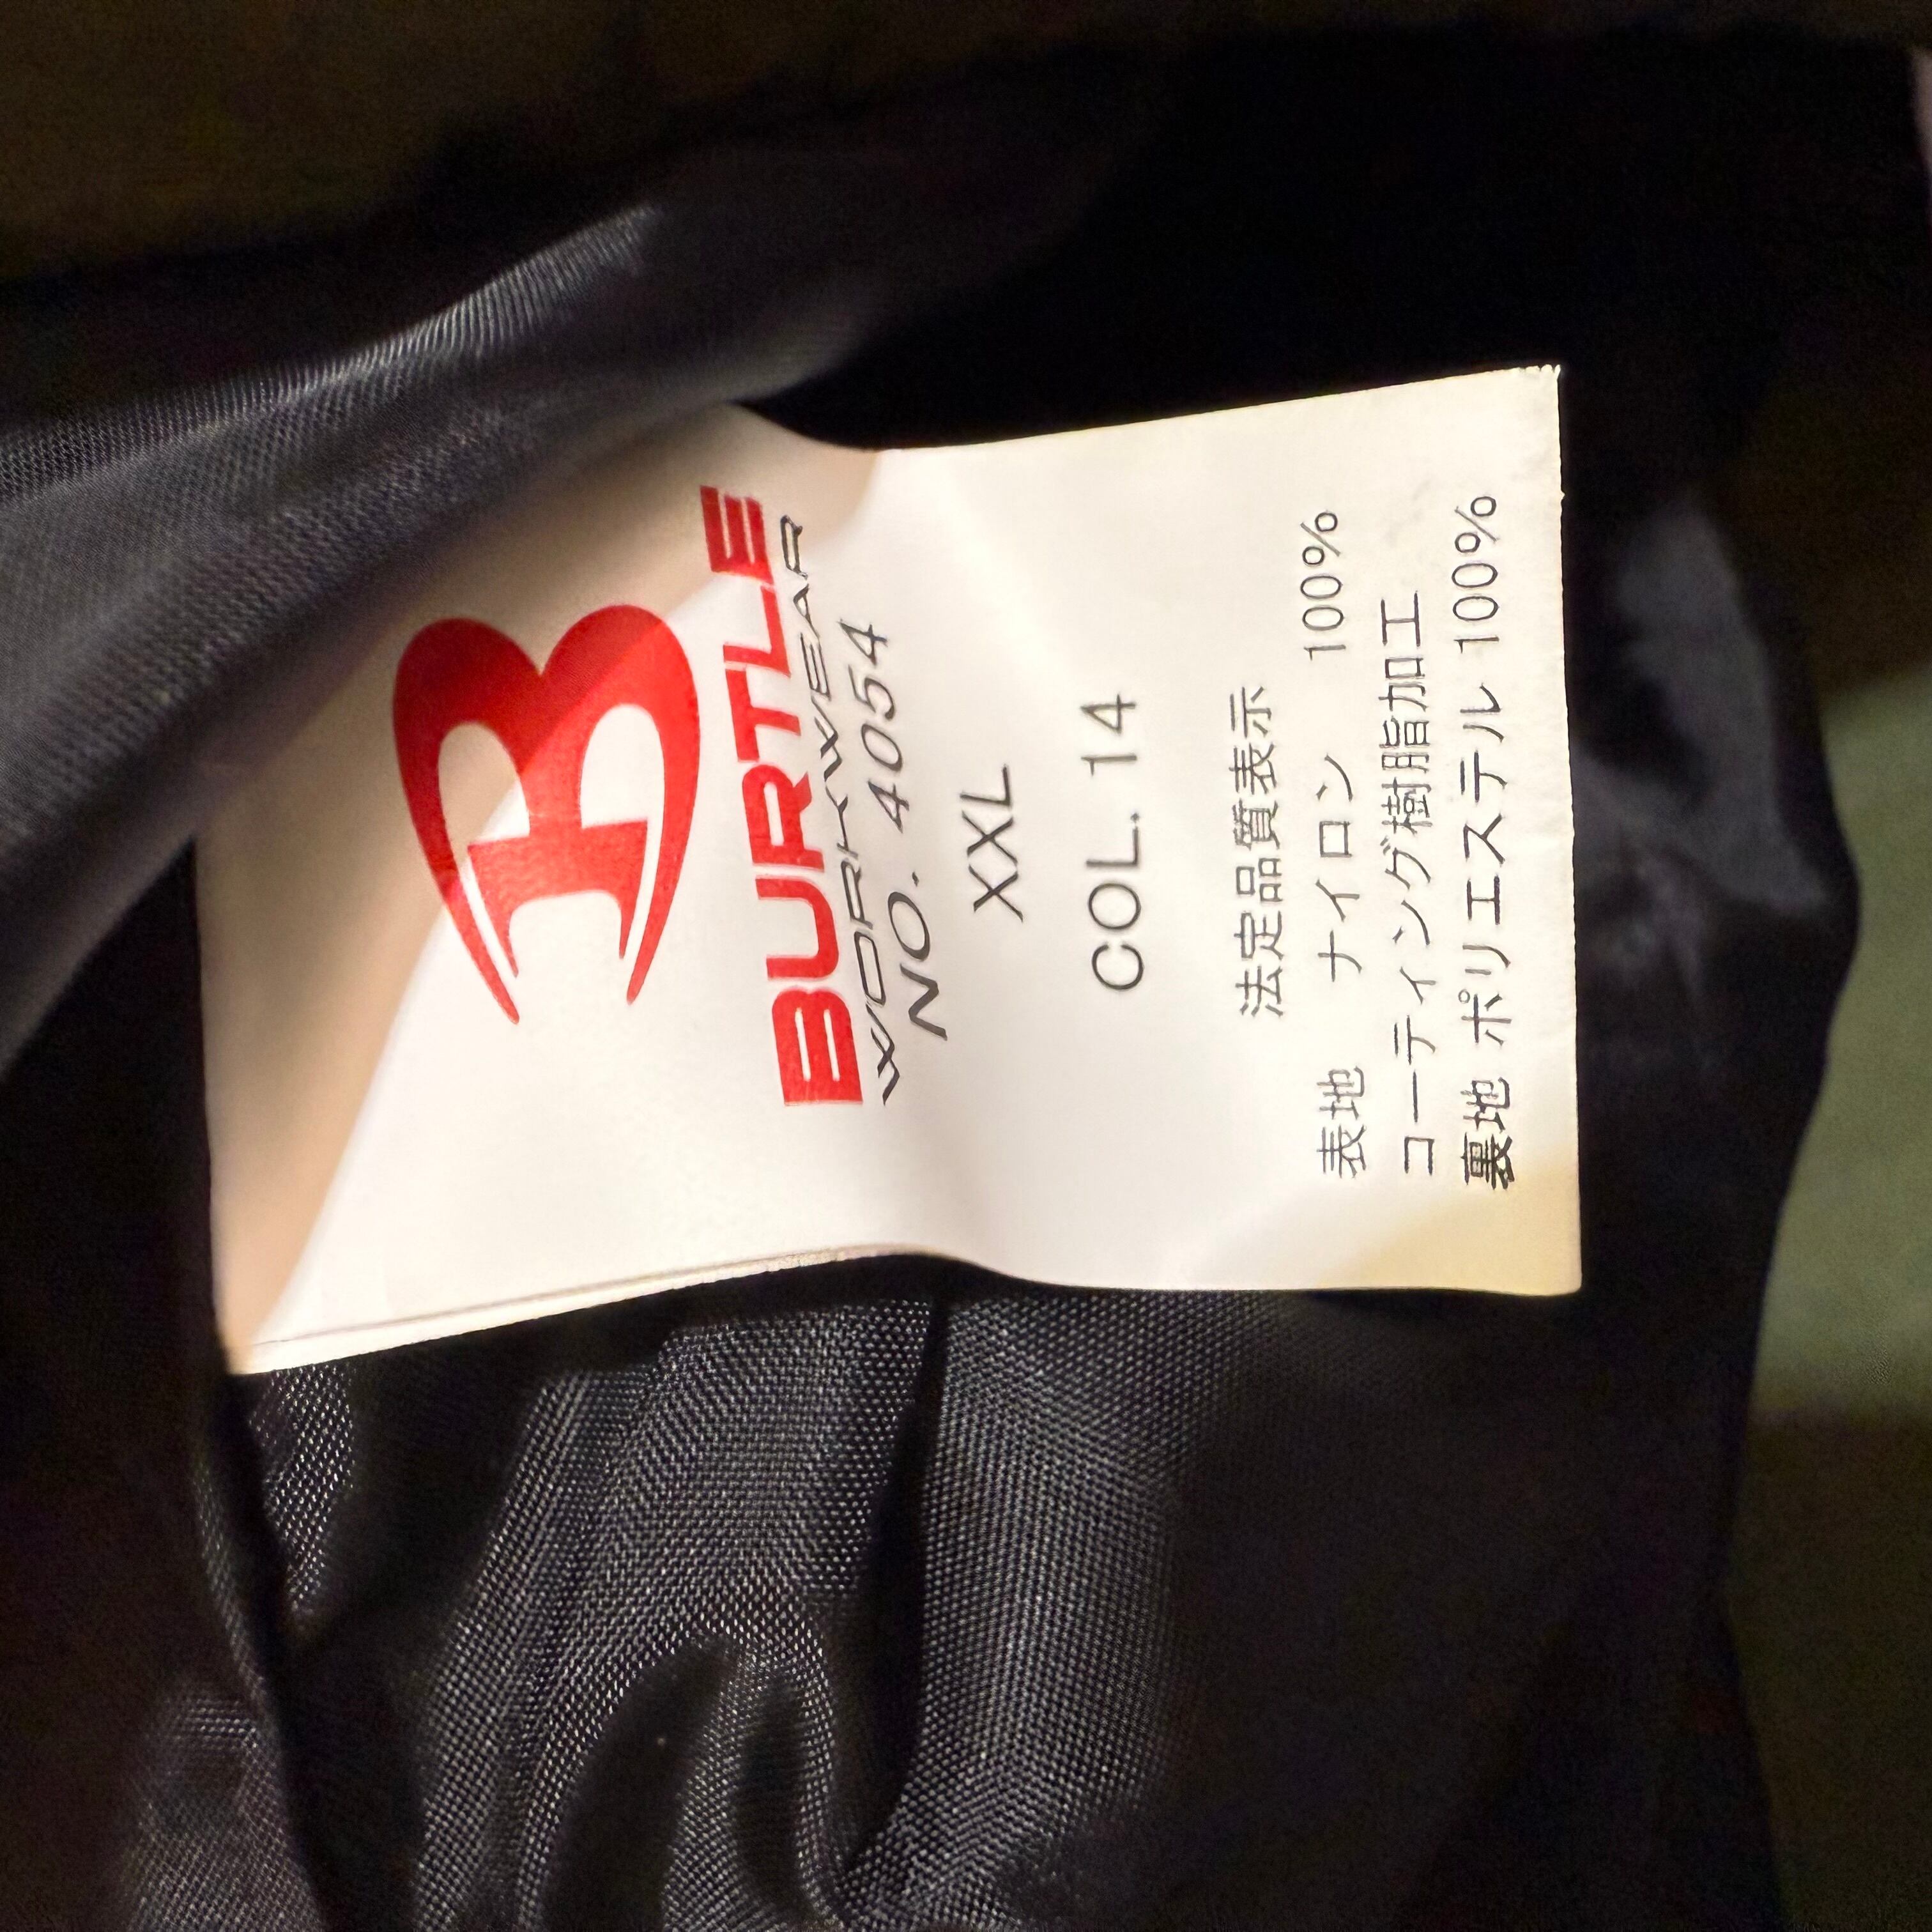 BURTLE
WORKWEAR
NO. 4054
XXL
COL. 14
法定品質表示
表地 ナイロン 100%
コーティング樹脂加工
裏地 ポリエステル 100%